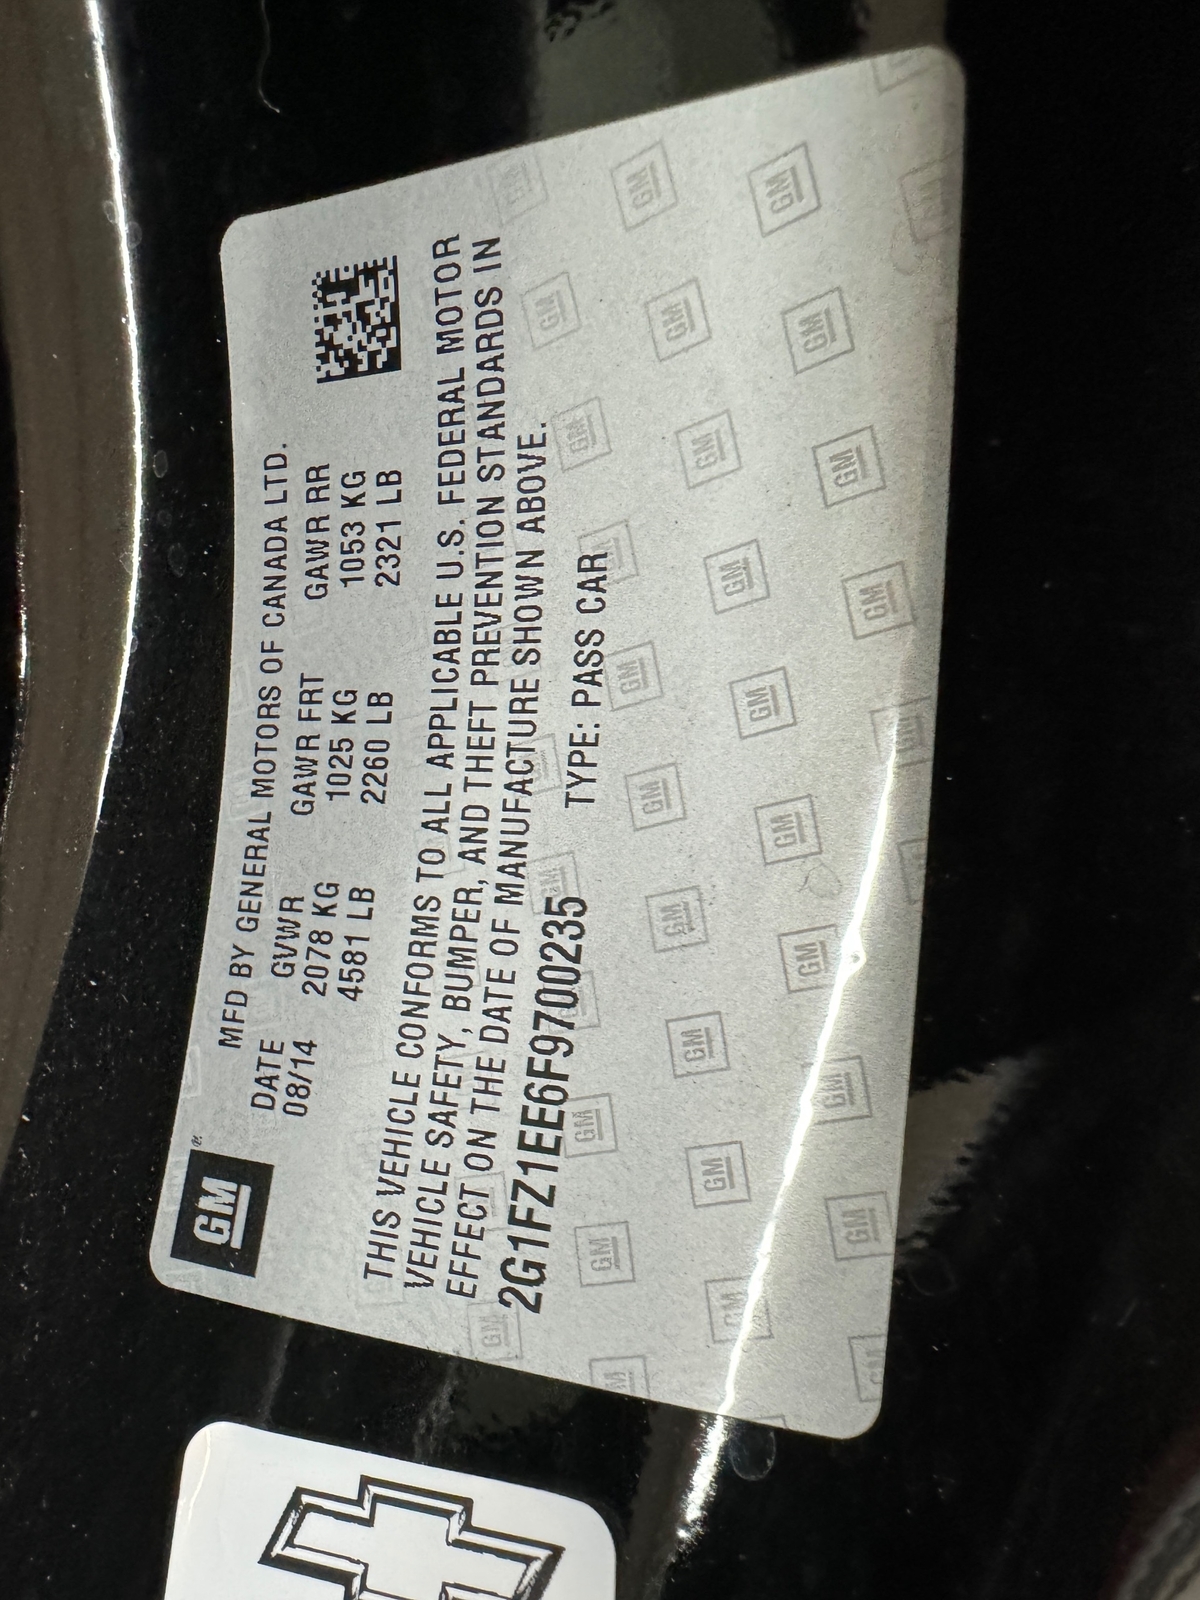 GM®
MFD BY GENERAL MOTORS OF CANADA LTD.
DATE GVWR GAWR FRT GAWR RR
08/14 2078 KG 1025 KG 1053 KG
4581 LB 2260 LB 2321 LB
THIS VEHICLE CONFORMS TO ALL APPLICABLE U.S. FEDERAL MOTOR
VEHICLE SAFETY, BUMPER, AND THEFT PREVENTION STANDARDS IN
EFFECT ON THE DATE OF MANUFACTURE SHOWN ABOVE.
2G1FZ1EE6F9700235 TYPE: PASS CAR